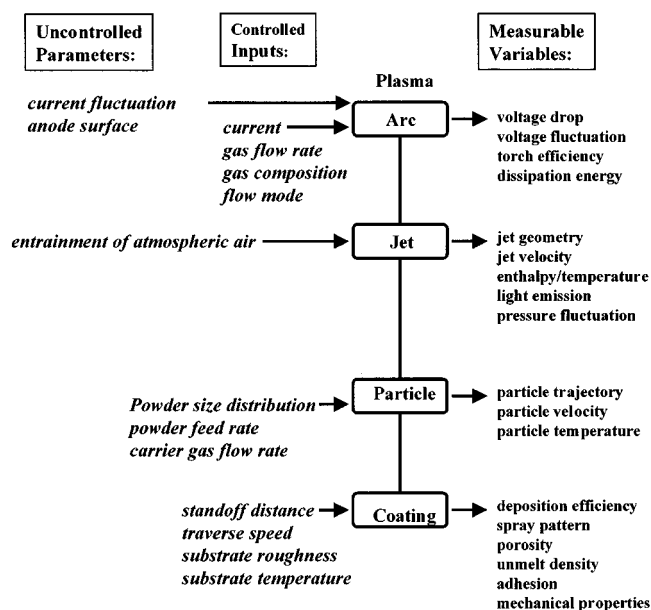 Uncontrolled
Parameters:
Controlled
Inputs:
Measurable
Variables:
Plasma
current fluctuation
anode surface
Arc
current
gas flow rate
gas composition
flow mode
voltage drop
voltage fluctuation
torch efficiency
dissipation energy
entrainment of atmospheric air
Jet
jet geometry
jet velocity
enthalpy/temperature
light emission
pressure fluctuation
Particle
Powder size distribution
powder feed rate
carrier gas flow rate
particle trajectory
particle velocity
particle temperature
standoff distance
traverse speed
substrate roughness
substrate temperature
Coating
deposition efficiency
spray pattern
porosity
unmelt density
adhesion
mechanical properties